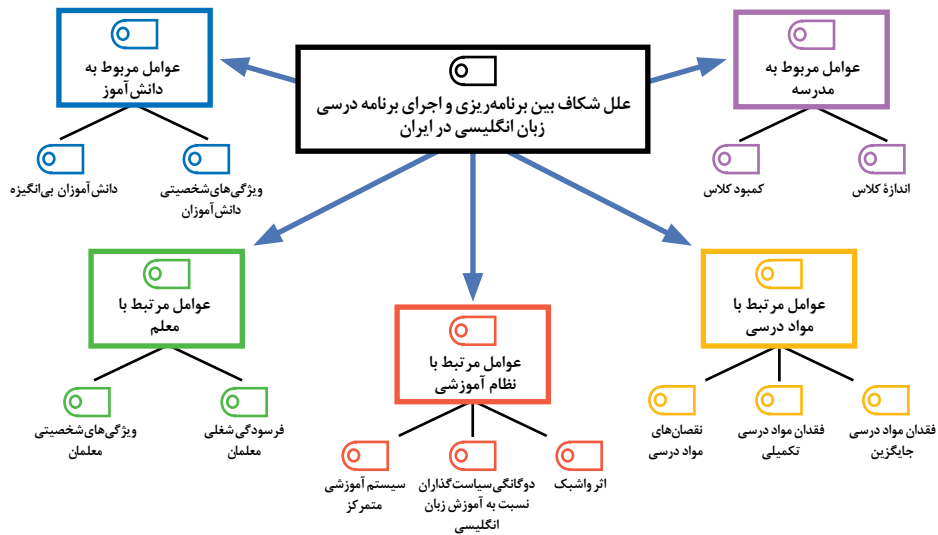 علل شکاف بین برنامه‌ریزی و اجرای برنامه درسی
زبان انگلیسی در ایران
عوامل مربوط به
مدرسه
اندازۀ کلاس
کمبود کلاس
عوامل مربوط به
دانش‌آموز
ویژگی‌های شخصیتی
دانش‌آموزان
دانش‌آموزان بی‌انگیزه
عوامل مرتبط با
مواد درسی
فقدان مواد درسی
جایگزین
فقدان مواد درسی
تکمیلی
نقصان‌های
مواد درسی
عوامل مرتبط با
نظام آموزشی
اثر واشبک
دوگانگی سیاست‌گذاران
نسبت به آموزش زبان
انگلیسی
سیستم آموزشی
متمرکز
عوامل مرتبط با
معلم
فرسودگی شغلی
معلمان
ویژگی‌های شخصیتی
معلمان